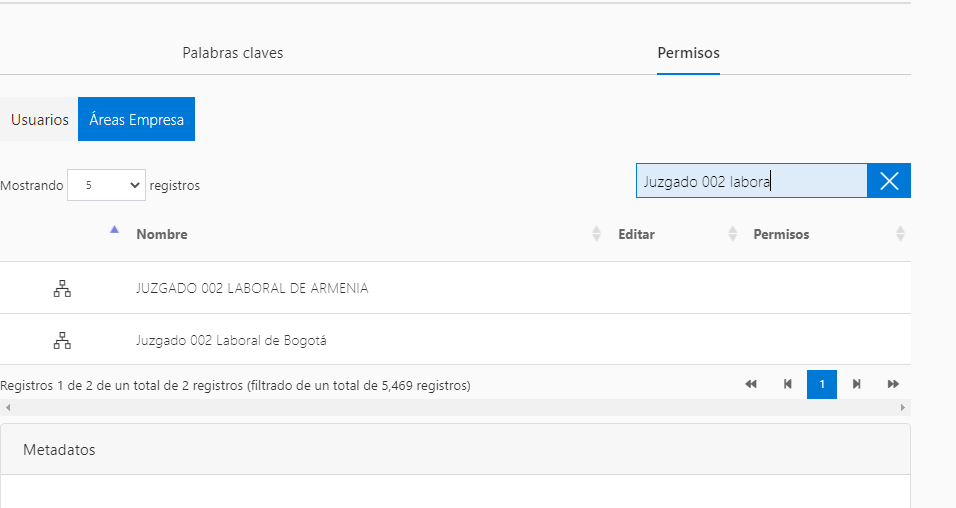 Palabras claves Permisos
Usuarios Áreas Empresa
Mostrando 5 registros Juzgado 002 labora
Nombre Editar Permisos
JUZGADO 002 LABORAL DE ARMENIA
Juzgado 002 Laboral de Bogotá
Registros 1 de 2 de un total de 2 registros (filtrado de un total de 5,469 registros) 1
Metadatos